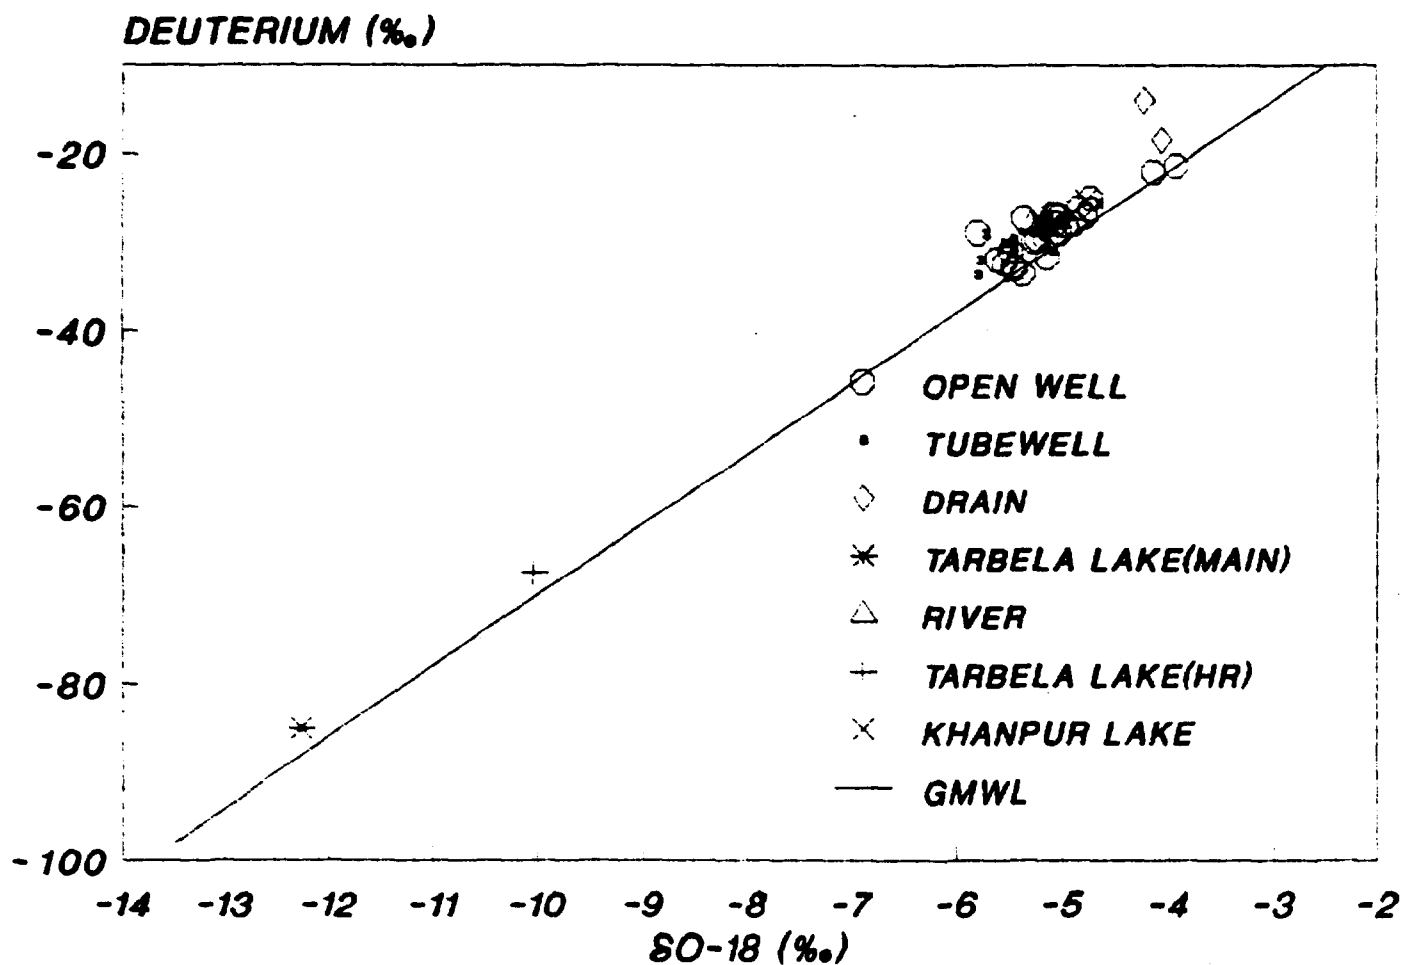 DEUTERIUM (‰)
-20
-40
-60
-80
-100
OPEN WELL
TUBEWELL
DRAIN
TARBELA LAKE(MAIN)
RIVER
TARBELA LAKE(HR)
KHANPUR LAKE
GMWL
-14 -13 -12 -11 -10 -9 -8 -7 -6 -5 -4 -3 -2
δO-18 (‰)